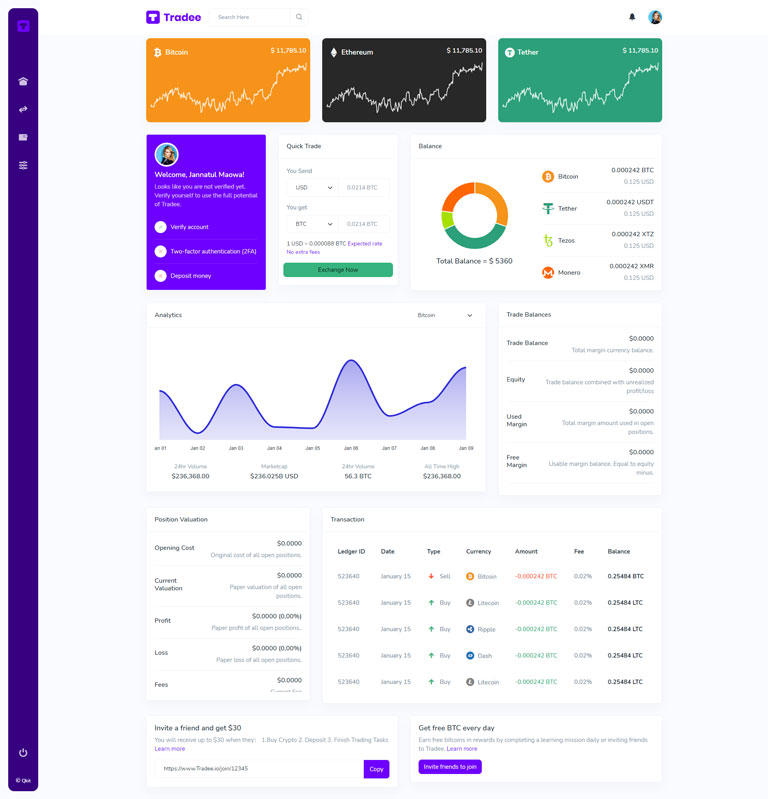 Tradee
Search Here
Bitcoin
$ 11,785.10
Ethereum
$ 11,785.10
Tether
$ 11,785.10
Welcome, Jannatul Maowa!
Looks like you are not verified yet.
Verify yourself to use the full potential
of Tradee.
Verify account
Two-factor authentication (2FA)
Deposit money
Quick Trade
You Send
USD
0.0214 BTC
You get
BTC
0.0214 BTC
1 USD ~ 0.000088 BTC Expected rate
No extra fees
Exchange Now
Balance
Total Balance = $ 5360
Bitcoin
0.000242 BTC
0.125 USD
Tether
0.000242 USDT
0.125 USD
Tezos
0.000242 XTZ
0.125 USD
Monero
0.000242 XMR
0.125 USD
Analytics
Bitcoin
an 01 Jan 02 Jan 03 Jan 04 Jan 05 Jan 06 Jan 07 Jan 08 Jan 09
24hr Volume
$236,368.00
Marketcap
$236.025B USD
24hr Volume
56.3 BTC
All Time High
$236,368.00
Trade Balances
Trade Balance
$0.0000
Total margin currency balance.
Equity
$0.0000
Trade balance combined with unrealized
profit/loss
Used
Margin
$0.0000
Total margin amount used in open
positions.
Free
Margin
$0.0000
Usable margin balance. Equal to equity
minus.
Position Valuation
Opening Cost
$0.0000
Original cost of all open positions.
Current
Valuation
$0.0000
Paper valuation of all open
positions.
Profit
$0.0000 (0,00%)
Paper profit of all open positions..
Loss
$0.0000 (0,00%)
Paper loss of all open positions.
Fees
$0.0000
Current Fee
Transaction
Ledger ID Date Type Currency Amount Fee Balance
523640 January 15 Sell Bitcoin -0.000242 BTC 0.02% 0.25484 BTC
523640 January 15 Buy Litecoin -0.000242 BTC 0.02% 0.25484 LTC
523640 January 15 Buy Ripple -0.000242 BTC 0.02% 0.25484 LTC
523640 January 15 Buy Dash -0.000242 BTC 0.02% 0.25484 LTC
523640 January 15 Buy Litecoin -0.000242 BTC 0.02% 0.25484 LTC
Invite a friend and get $30
You will receive up to $30 when they: 1.Buy Crypto 2. Deposit 3. Finish Trading Tasks
Learn more
https://www.Tradee.io/join/12345
Copy
Get free BTC every day
Earn free bitcoins in rewards by completing a learning mission daily or inviting friends
to Tradee. Learn more
Invite friends to join